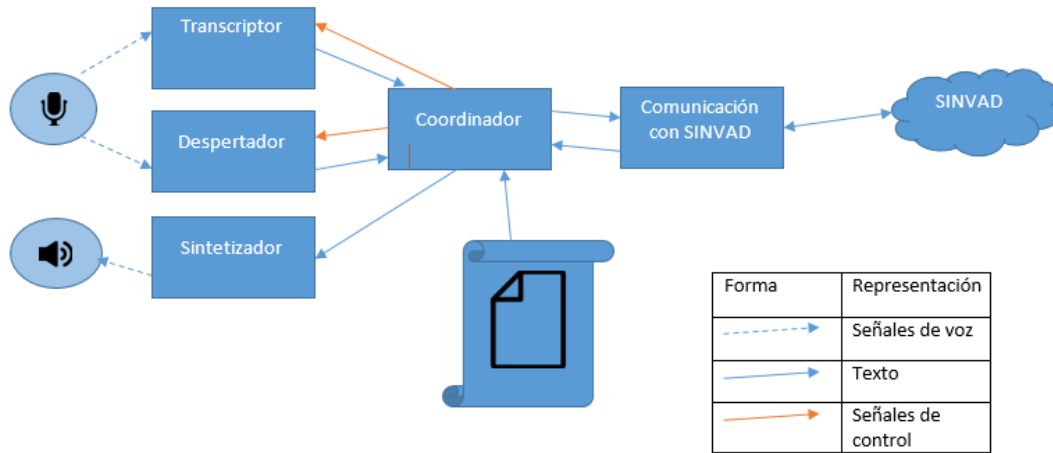 Transcriptor
Despertador
Sintetizador
Coordinador
Comunicación
con SINVAD
SINVAD
Forma
Representación
Señales de voz
Texto
Señales de
control